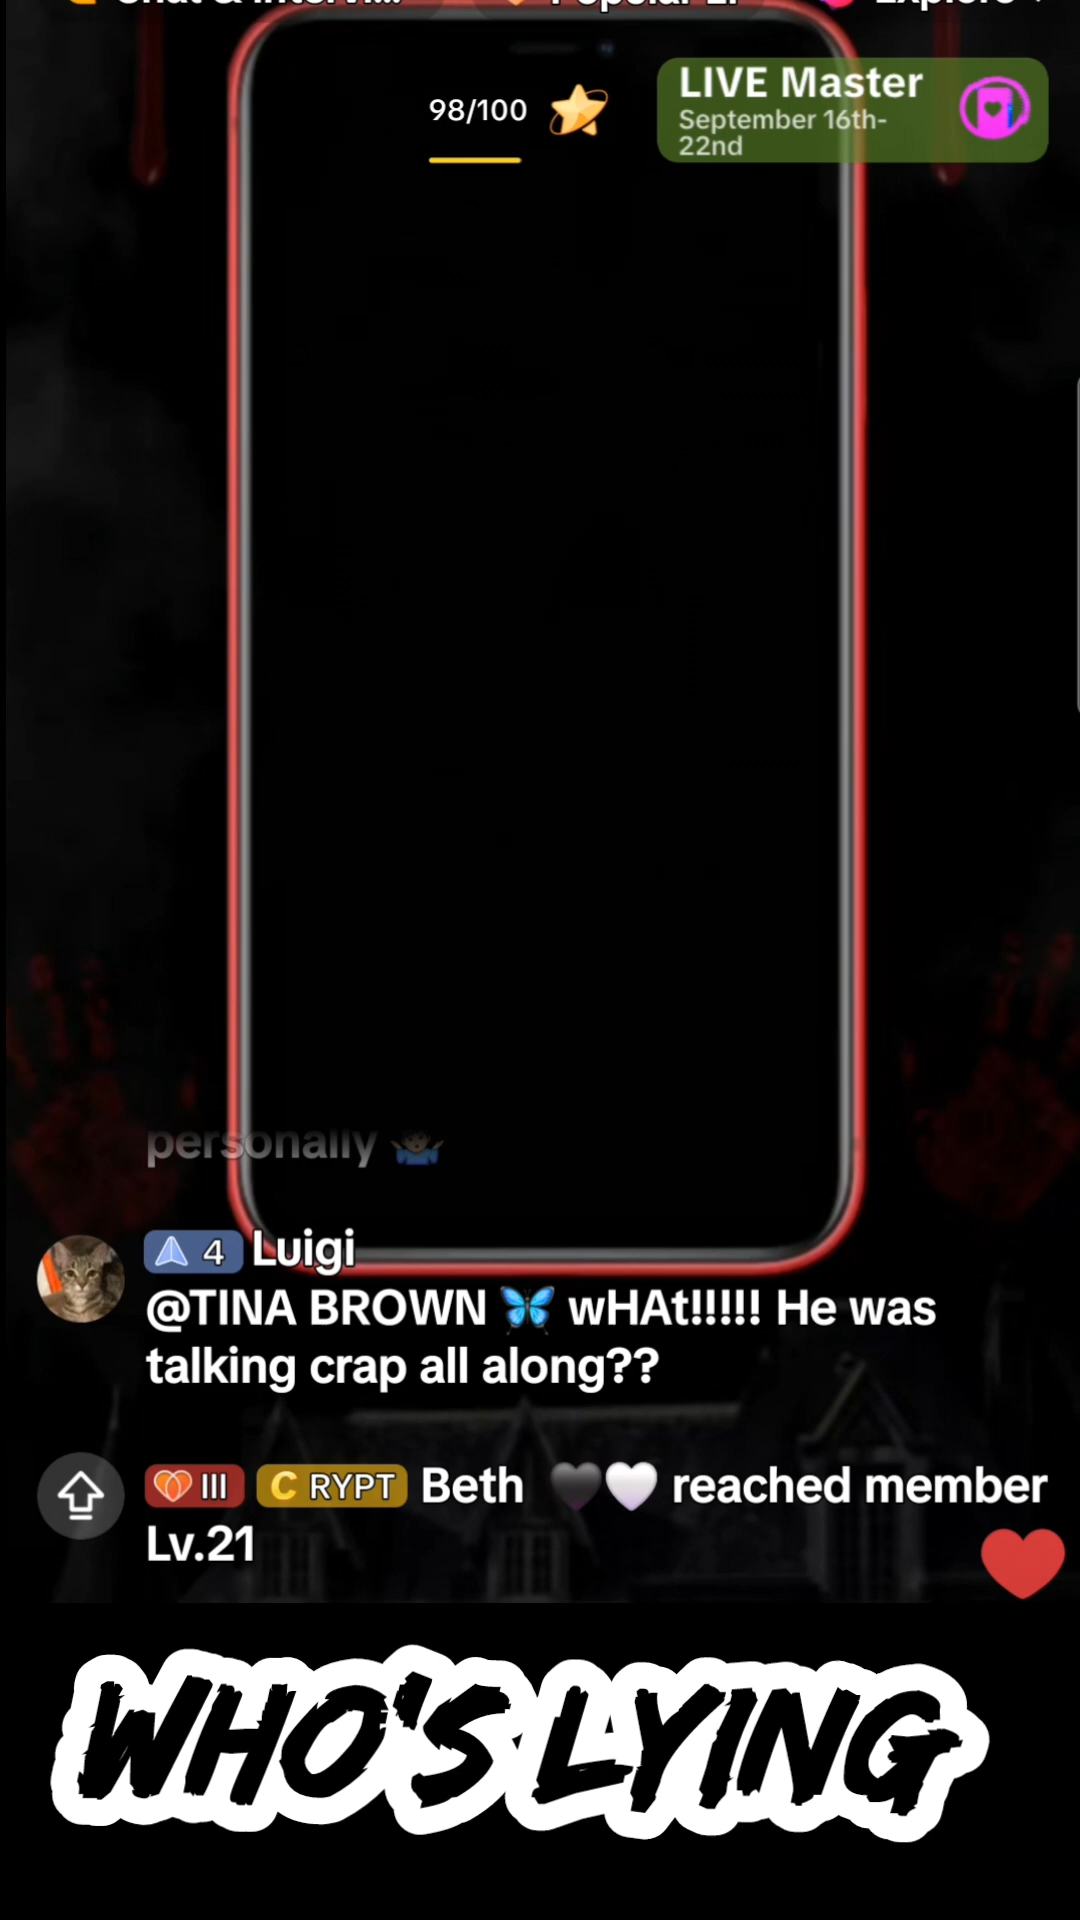 98/100
LIVE Master
September 16th-
22nd
personally
4 Luigi
@TINA BROWN wHAt!!!!! He was
talking crap all along??
III C RYPT Beth reached member
Lv.21
WHO'S LYING